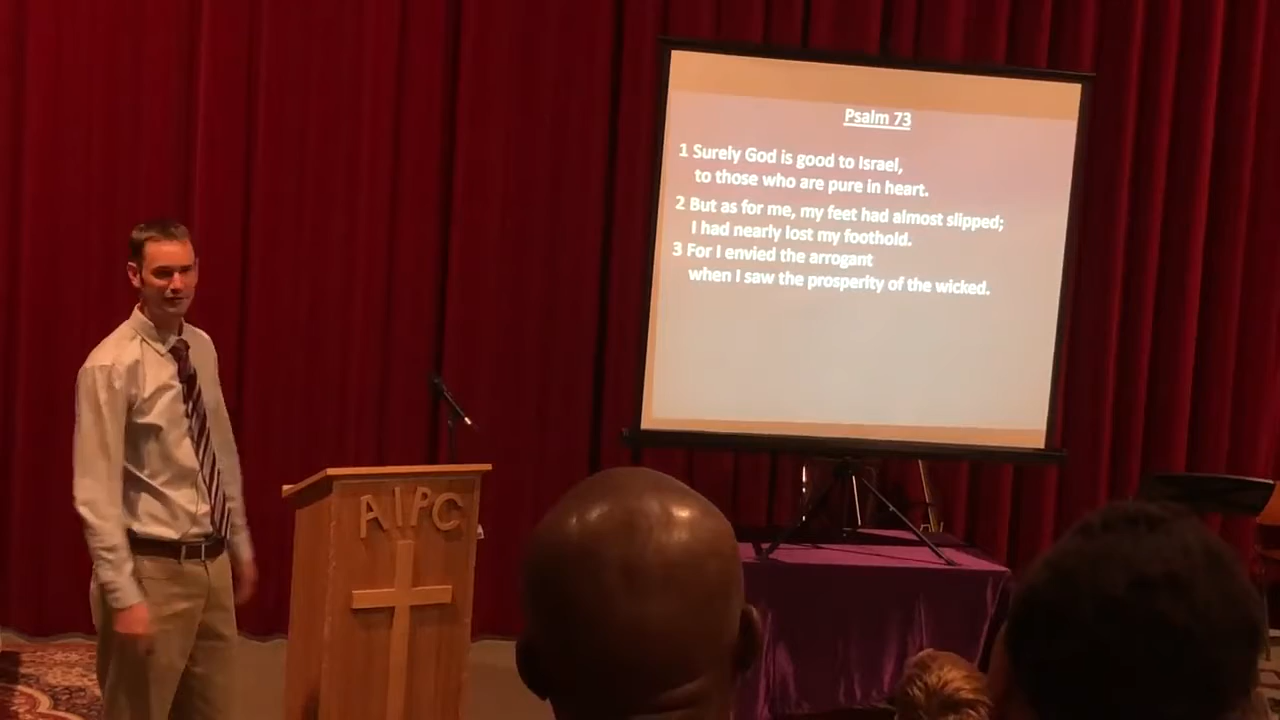 Psalm 73
1 Surely God is good to Israel,
to those who are pure in heart.
2 But as for me, my feet had almost slipped;
I had nearly lost my foothold.
3 For I envied the arrogant
when I saw the prosperity of the wicked.
AIPC